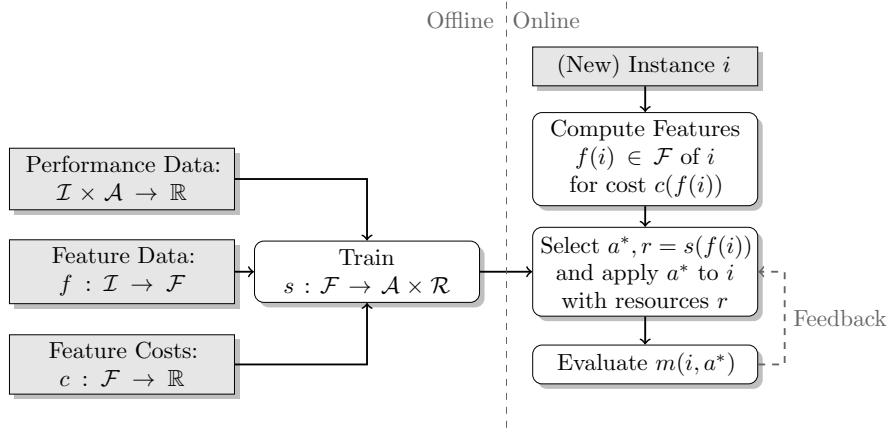 Offline
Online
(New) Instance i
Compute Features
f(i) ∈ ℱ of i
for cost c(f(i))
Performance Data:
ℐ × 𝒜 → ℝ
Feature Data:
f : ℐ → ℱ
Feature Costs:
c : ℱ → ℝ
Train
s : ℱ → 𝒜 × ℛ
Select a*, r = s(f(i))
and apply a* to i
with resources r
Feedback
Evaluate m(i, a*)